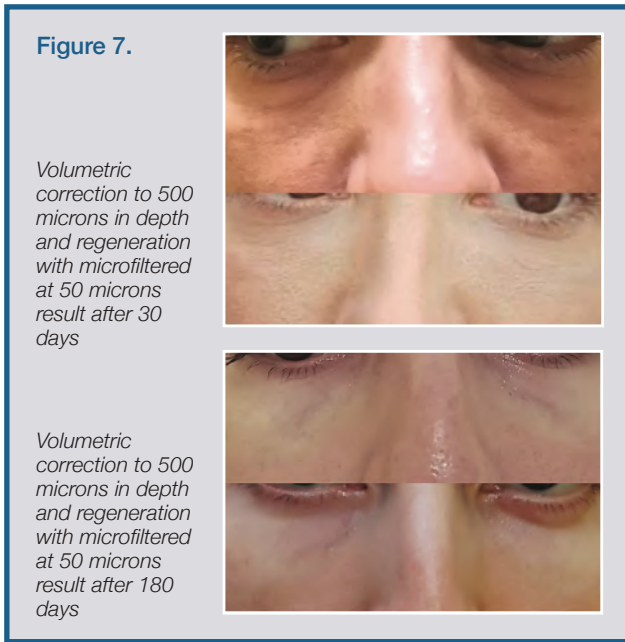 Figure 7.
Volumetric
correction to 500
microns in depth
and regeneration
with microfiltered
at 50 microns
result after 30
days
Volumetric
correction to 500
microns in depth
and regeneration
with microfiltered
at 50 microns
result after 180
days